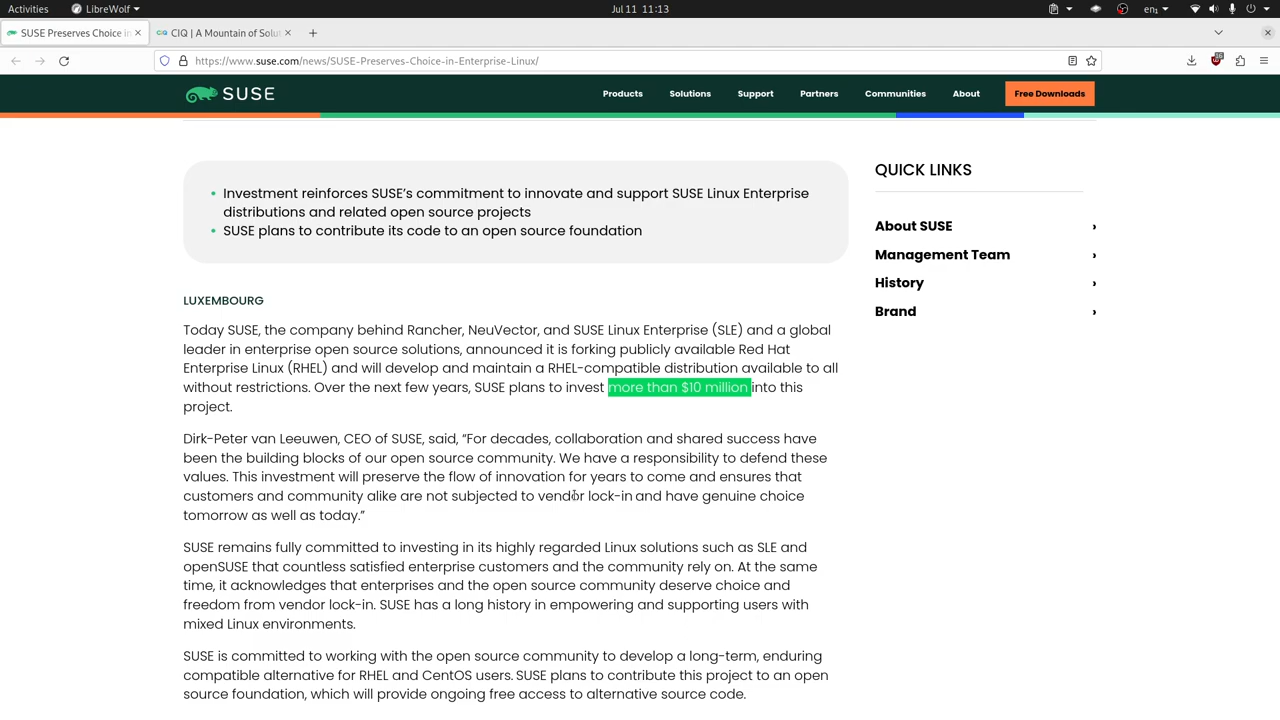 Activities LibreWolf Jul 11 11:13 en1
SUSE Preserves Choice in CIQ | A Mountain of Solut
https://www.suse.com/news/SUSE-Preserves-Choice-in-Enterprise-Linux/
SUSE Products Solutions Support Partners Communities About Free Downloads
• Investment reinforces SUSE’s commitment to innovate and support SUSE Linux Enterprise
distributions and related open source projects
• SUSE plans to contribute its code to an open source foundation
QUICK LINKS
About SUSE ›
Management Team ›
History ›
Brand ›
LUXEMBOURG
Today SUSE, the company behind Rancher, NeuVector, and SUSE Linux Enterprise (SLE) and a global
leader in enterprise open source solutions, announced it is forking publicly available Red Hat
Enterprise Linux (RHEL) and will develop and maintain a RHEL-compatible distribution available to all
without restrictions. Over the next few years, SUSE plans to invest more than $10 million into this
project.
Dirk-Peter van Leeuwen, CEO of SUSE, said, “For decades, collaboration and shared success have
been the building blocks of our open source community. We have a responsibility to defend these
values. This investment will preserve the flow of innovation for years to come and ensures that
customers and community alike are not subjected to vendor lock-in and have genuine choice
tomorrow as well as today.”
SUSE remains fully committed to investing in its highly regarded Linux solutions such as SLE and
openSUSE that countless satisfied enterprise customers and the community rely on. At the same
time, it acknowledges that enterprises and the open source community deserve choice and
freedom from vendor lock-in. SUSE has a long history in empowering and supporting users with
mixed Linux environments.
SUSE is committed to working with the open source community to develop a long-term, enduring
compatible alternative for RHEL and CentOS users. SUSE plans to contribute this project to an open
source foundation, which will provide ongoing free access to alternative source code.